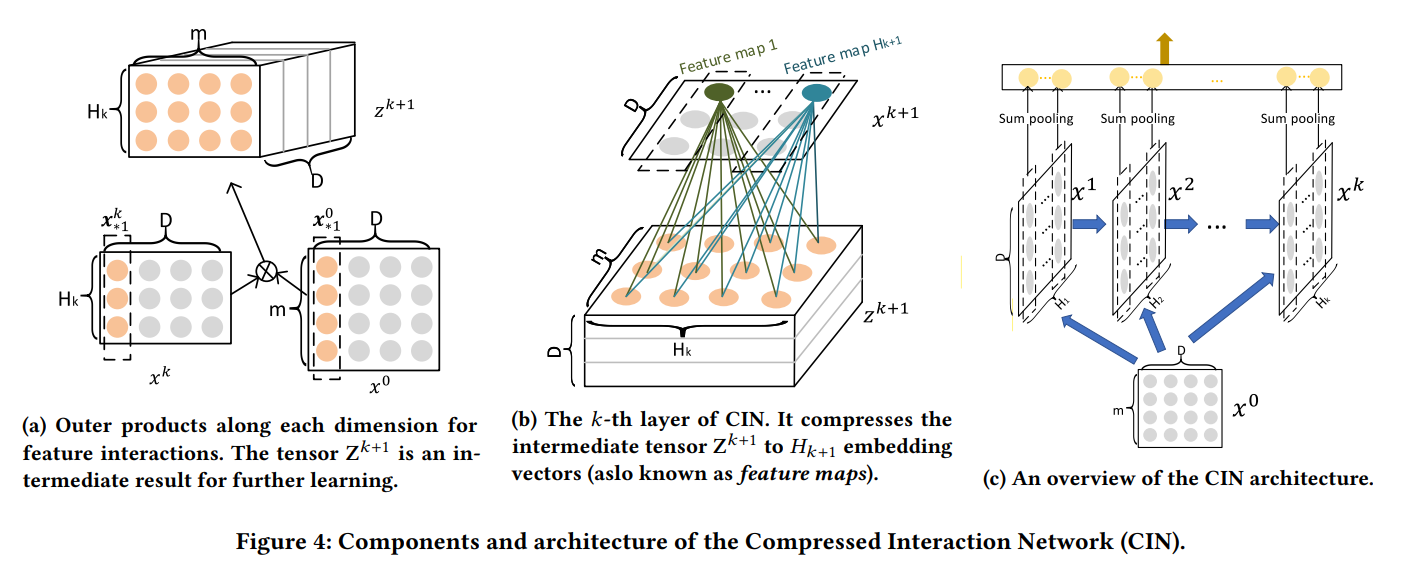 m
Hk
z^{k+1}
D
x^k_{*1}
D
x^0_{*1}
D
Hk
m
x^k
x^0
(a) Outer products along each dimension for
feature interactions. The tensor Z^{k+1} is an in-
termediate result for further learning.
Feature map 1
Feature map H_{k+1}
D
...
x^{k+1}
m
z^{k+1}
D
Hk
(b) The k-th layer of CIN. It compresses the
intermediate tensor Z^{k+1} to H_{k+1} embedding
vectors (aslo known as feature maps).
... ... ... ...
Sum pooling Sum pooling Sum pooling
x^1 x^2 x^k
...
D
H1 H2 Hk
D
m
x^0
(c) An overview of the CIN architecture.
Figure 4: Components and architecture of the Compressed Interaction Network (CIN).